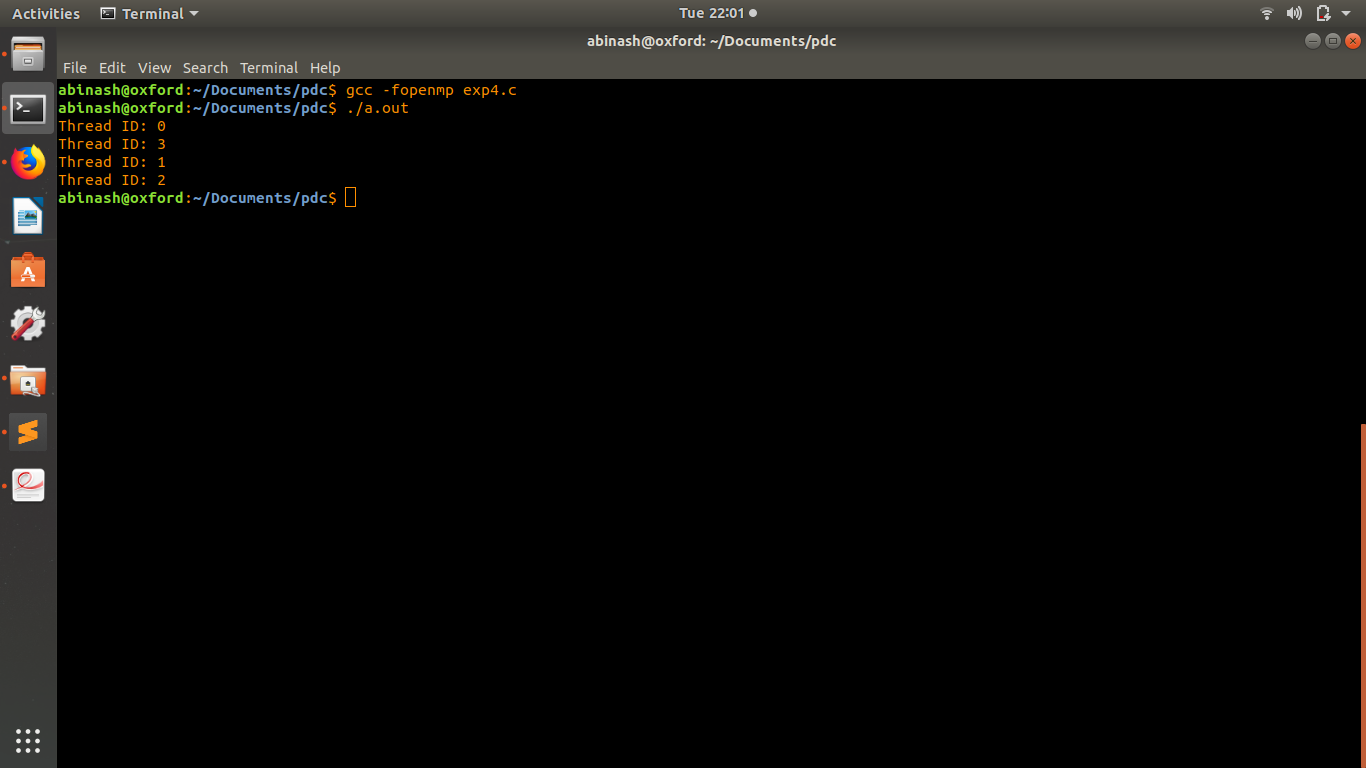 Activities Terminal Tue 22:01
abinash@oxford: ~/Documents/pdc
File Edit View Search Terminal Help
abinash@oxford:~/Documents/pdc$ gcc -fopenmp exp4.c
abinash@oxford:~/Documents/pdc$ ./a.out
Thread ID: 0
Thread ID: 3
Thread ID: 1
Thread ID: 2
abinash@oxford:~/Documents/pdc$